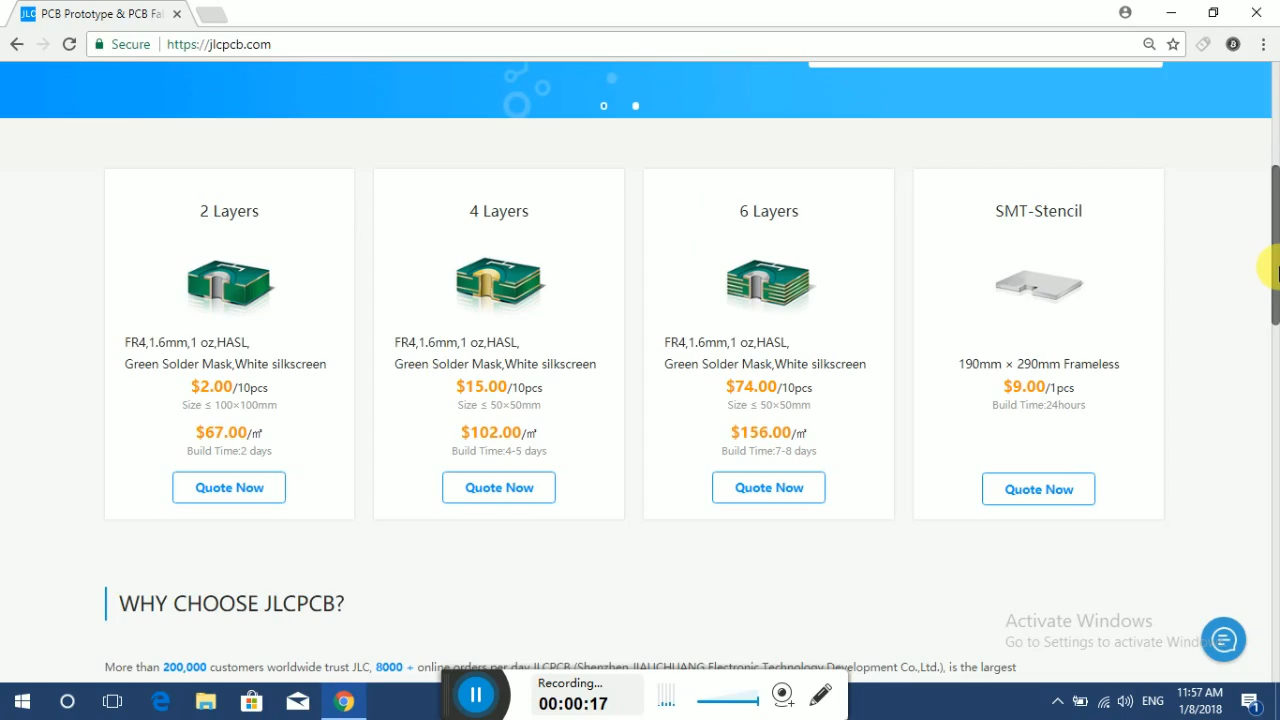 PCB Prototype & PCB Fal
Secure
https://jlcpcb.com
2 Layers
FR4,1.6mm,1 oz,HASL,
Green Solder Mask,White silkscreen
$2.00/10pcs
Size ≤ 100×100mm
$67.00/㎡
Build Time:2 days
Quote Now
4 Layers
FR4,1.6mm,1 oz,HASL,
Green Solder Mask,White silkscreen
$15.00/10pcs
Size ≤ 50×50mm
$102.00/㎡
Build Time:4-5 days
Quote Now
6 Layers
FR4,1.6mm,1 oz,HASL,
Green Solder Mask,White silkscreen
$74.00/10pcs
Size ≤ 50×50mm
$156.00/㎡
Build Time:7-8 days
Quote Now
SMT-Stencil
190mm × 290mm Frameless
$9.00/1pcs
Build Time:24hours
Quote Now
WHY CHOOSE JLCPCB?
More than 200,000 customers worldwide trust JLC, 8000 + online orders per day JLCPCB (Shenzhen JIALICHUANG Electronic Technology Development Co.,Ltd.), is the largest
Activate Windows
Go to Settings to activate Windo
Recording...
00:00:17
ENG
11:57 AM
1/8/2018